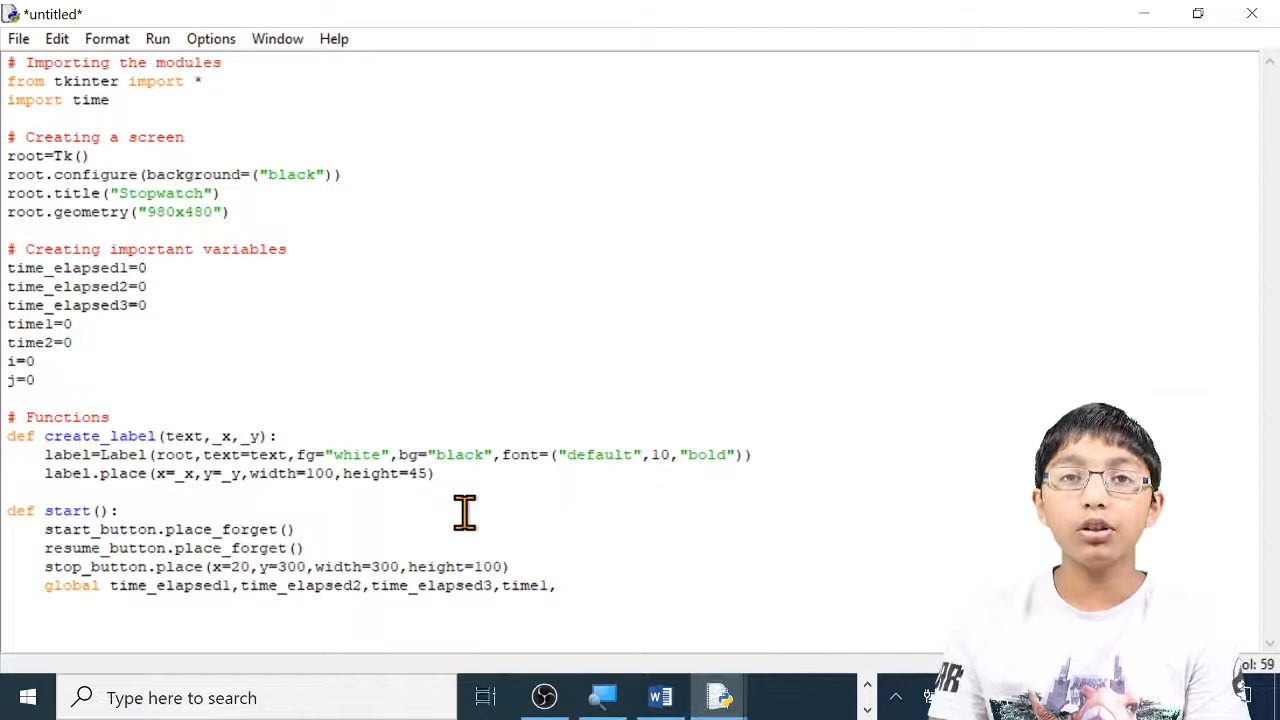 *untitled*
File Edit Format Run Options Window Help
# Importing the modules
from tkinter import *
import time
# Creating a screen
root=Tk()
root.configure(background=("black"))
root.title("Stopwatch")
root.geometry("980x480")
# Creating important variables
time_elapsed1=0
time_elapsed2=0
time_elapsed3=0
time1=0
time2=0
i=0
j=0
# Functions
def create_label(text,_x,_y):
label=Label(root,text=text,fg="white",bg="black",font=("default",10,"bold"))
label.place(x=_x,y=_y,width=100,height=45)
def start():
start_button.place_forget()
resume_button.place_forget()
stop_button.place(x=20,y=300,width=300,height=100)
global time_elapsed1,time_elapsed2,time_elapsed3,time1,
ol: 59
Type here to search